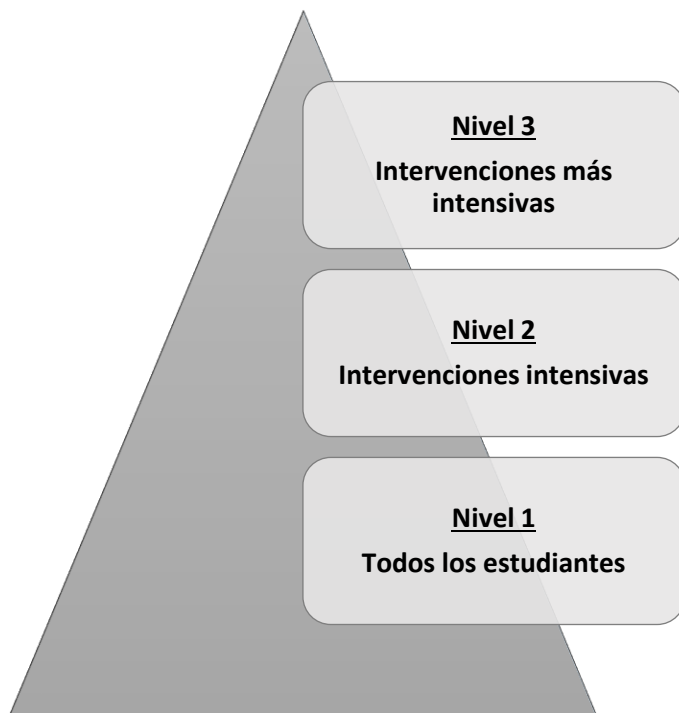 Nivel 3
Intervenciones más
intensivas
Nivel 2
Intervenciones intensivas
Nivel 1
Todos los estudiantes